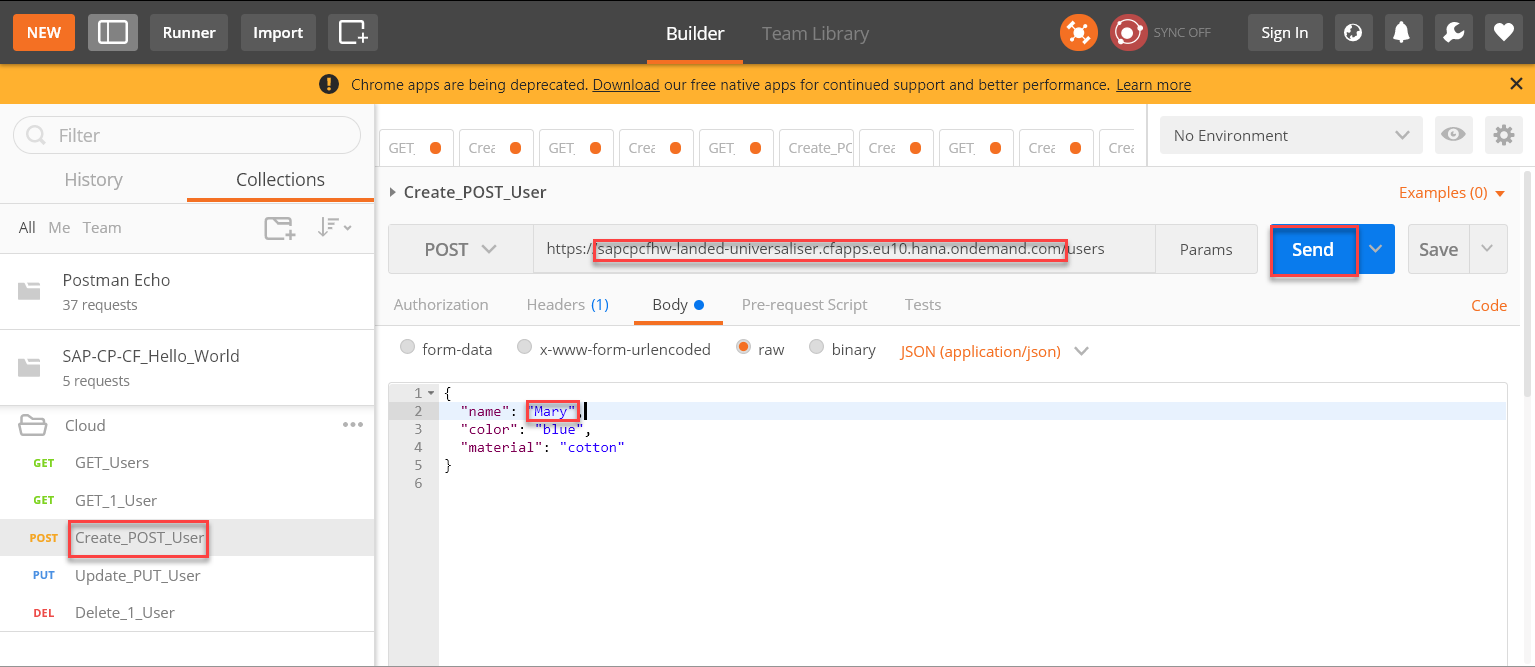 NEW Runner Import Builder Team Library SYNC OFF Sign In
Chrome apps are being deprecated. Download our free native apps for continued support and better performance. Learn more
Filter
History Collections
All Me Team
Postman Echo
37 requests
SAP-CP-CF_Hello_World
5 requests
Cloud
GET GET_Users
GET GET_1_User
POST Create_POST_User
PUT Update_PUT_User
DEL Delete_1_User
GET_ Crea GET_ Crea GET_ Create_PC Crea GET_ Crea Crea
No Environment
Create_POST_User Examples (0)
POST https://sapcpcfhw-landed-universaliser.cfapps.eu10.hana.ondemand.com/users Params Send Save
Authorization Headers (1) Body Pre-request Script Tests Code
form-data x-www-form-urlencoded raw binary JSON (application/json)
1 {
2 "name": "Mary",
3 "color": "blue",
4 "material": "cotton"
5 }
6